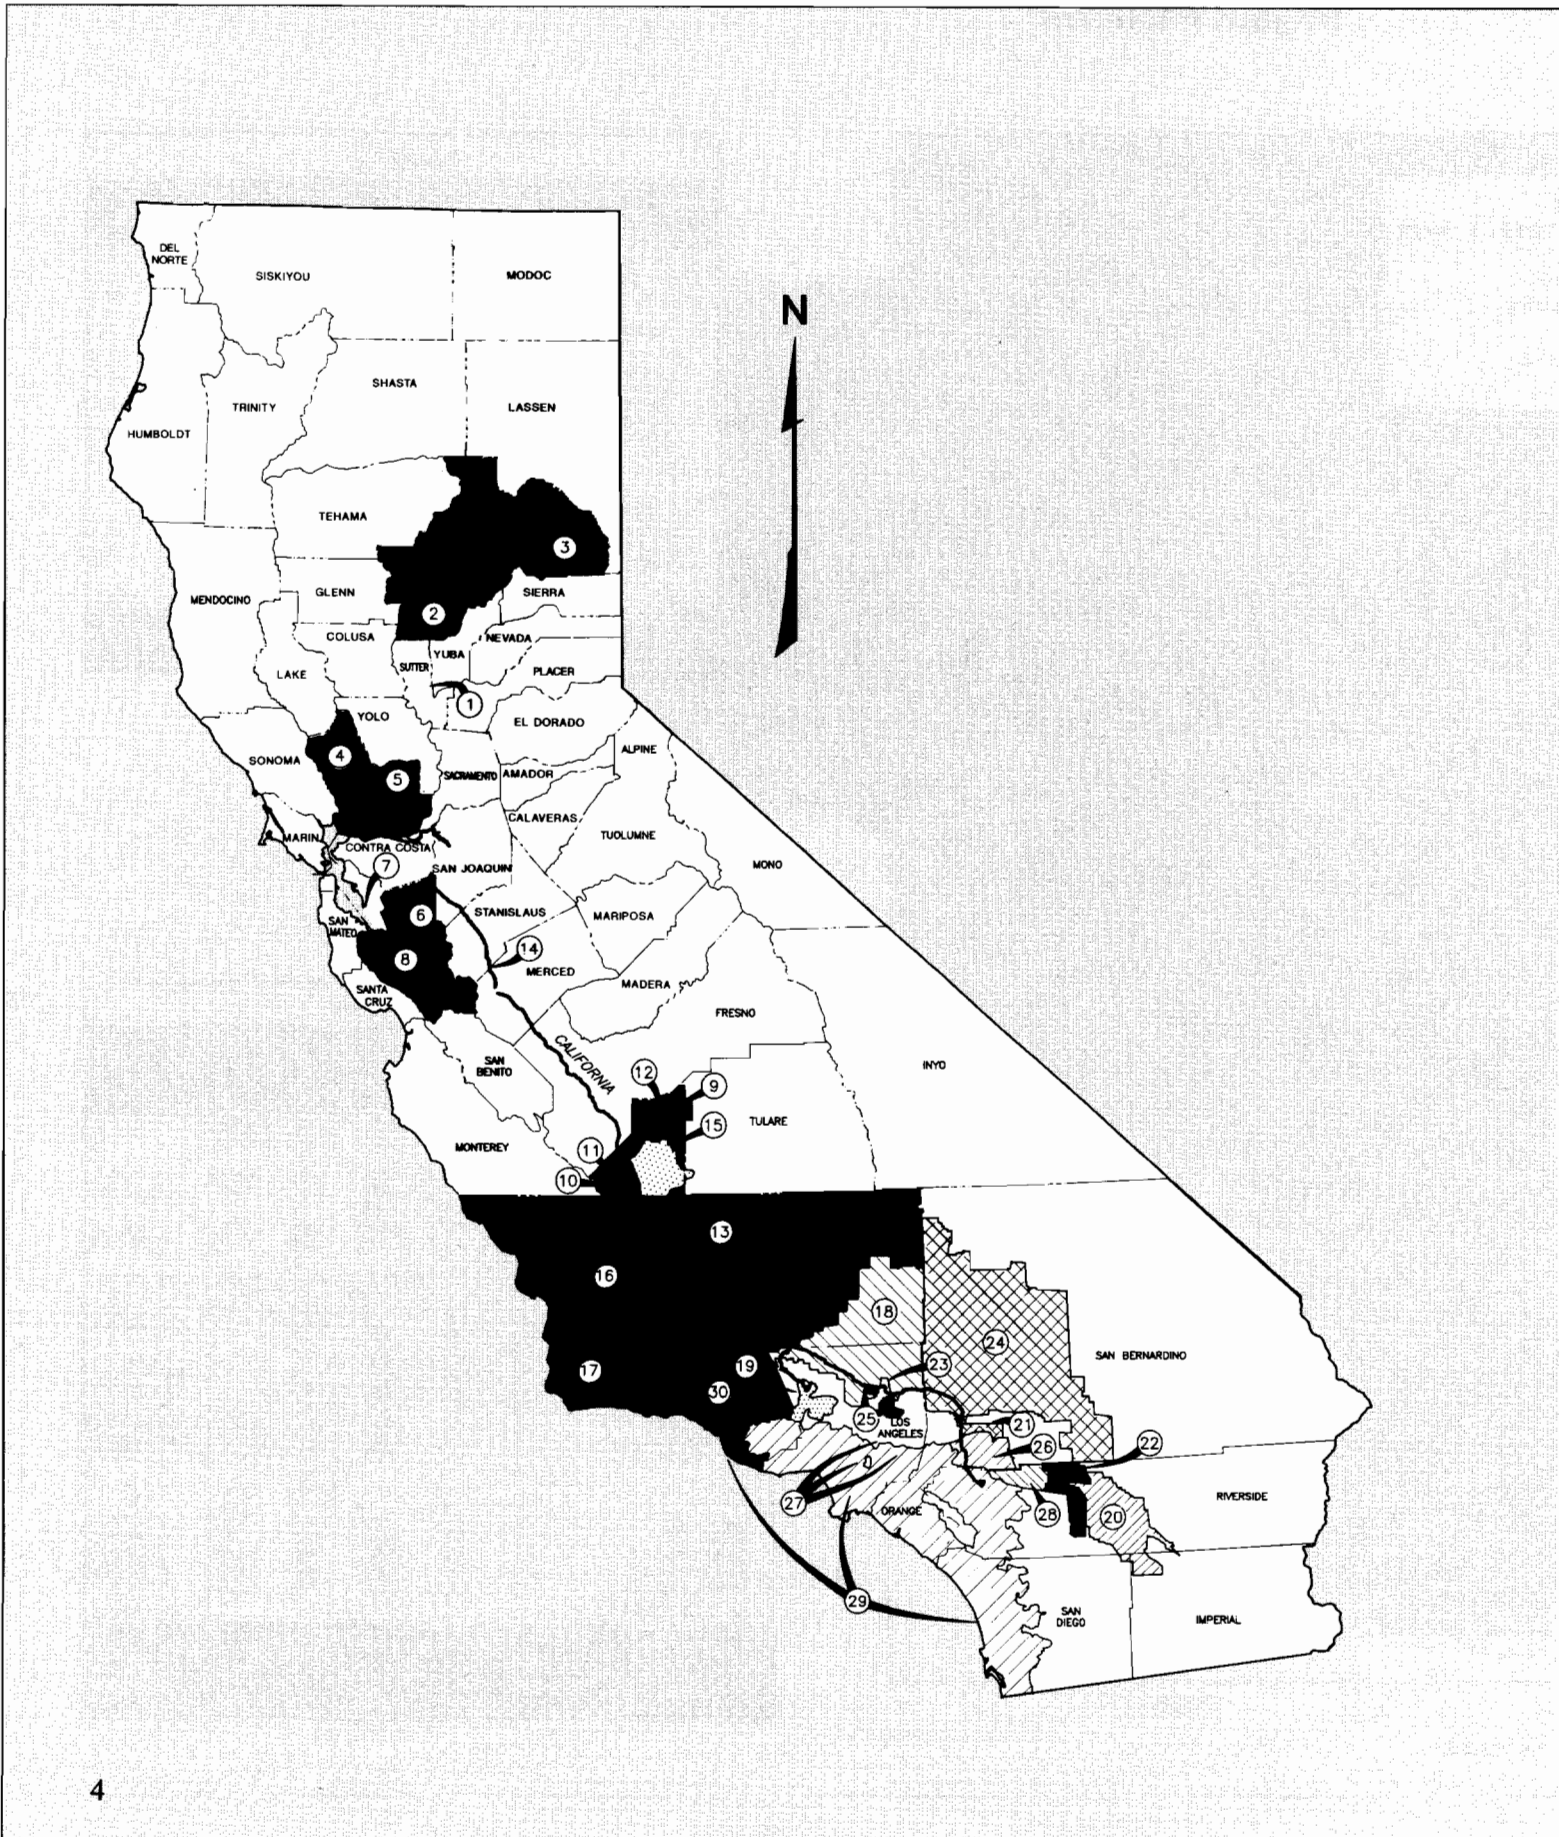 DEL
NORTE
SISKIYOU
MODOC
N
SHASTA
TRINITY
LASSEN
HUMBOLDT
TEHAMA
3
GLENN
SIERRA
MENDOCINO
2
COLUSA
NEVADA
YUBA
SUTTER
LAKE
PLACER
1
YOLO
EL DORADO
ALPINE
4
SONOMA
5
SACRAMENTO
AMADOR
CALAVERAS
TUOLUMNE
MARIN
CONTRA COSTA
7
SAN JOAQUIN
MONO
6
STANISLAUS
MARIPOSA
SAN
MATEO
14
8
MERCED
MADERA
SANTA
CRUZ
FRESNO
CALIFORNIA
SAN
BENITO
INYO
12
9
15
TULARE
MONTEREY
11
10
13
16
18
24
SAN BERNARDINO
17
19
23
30
25
LOS
ANGELES
21
26
22
27
ORANGE
28
20
RIVERSIDE
29
SAN
DIEGO
IMPERIAL
4